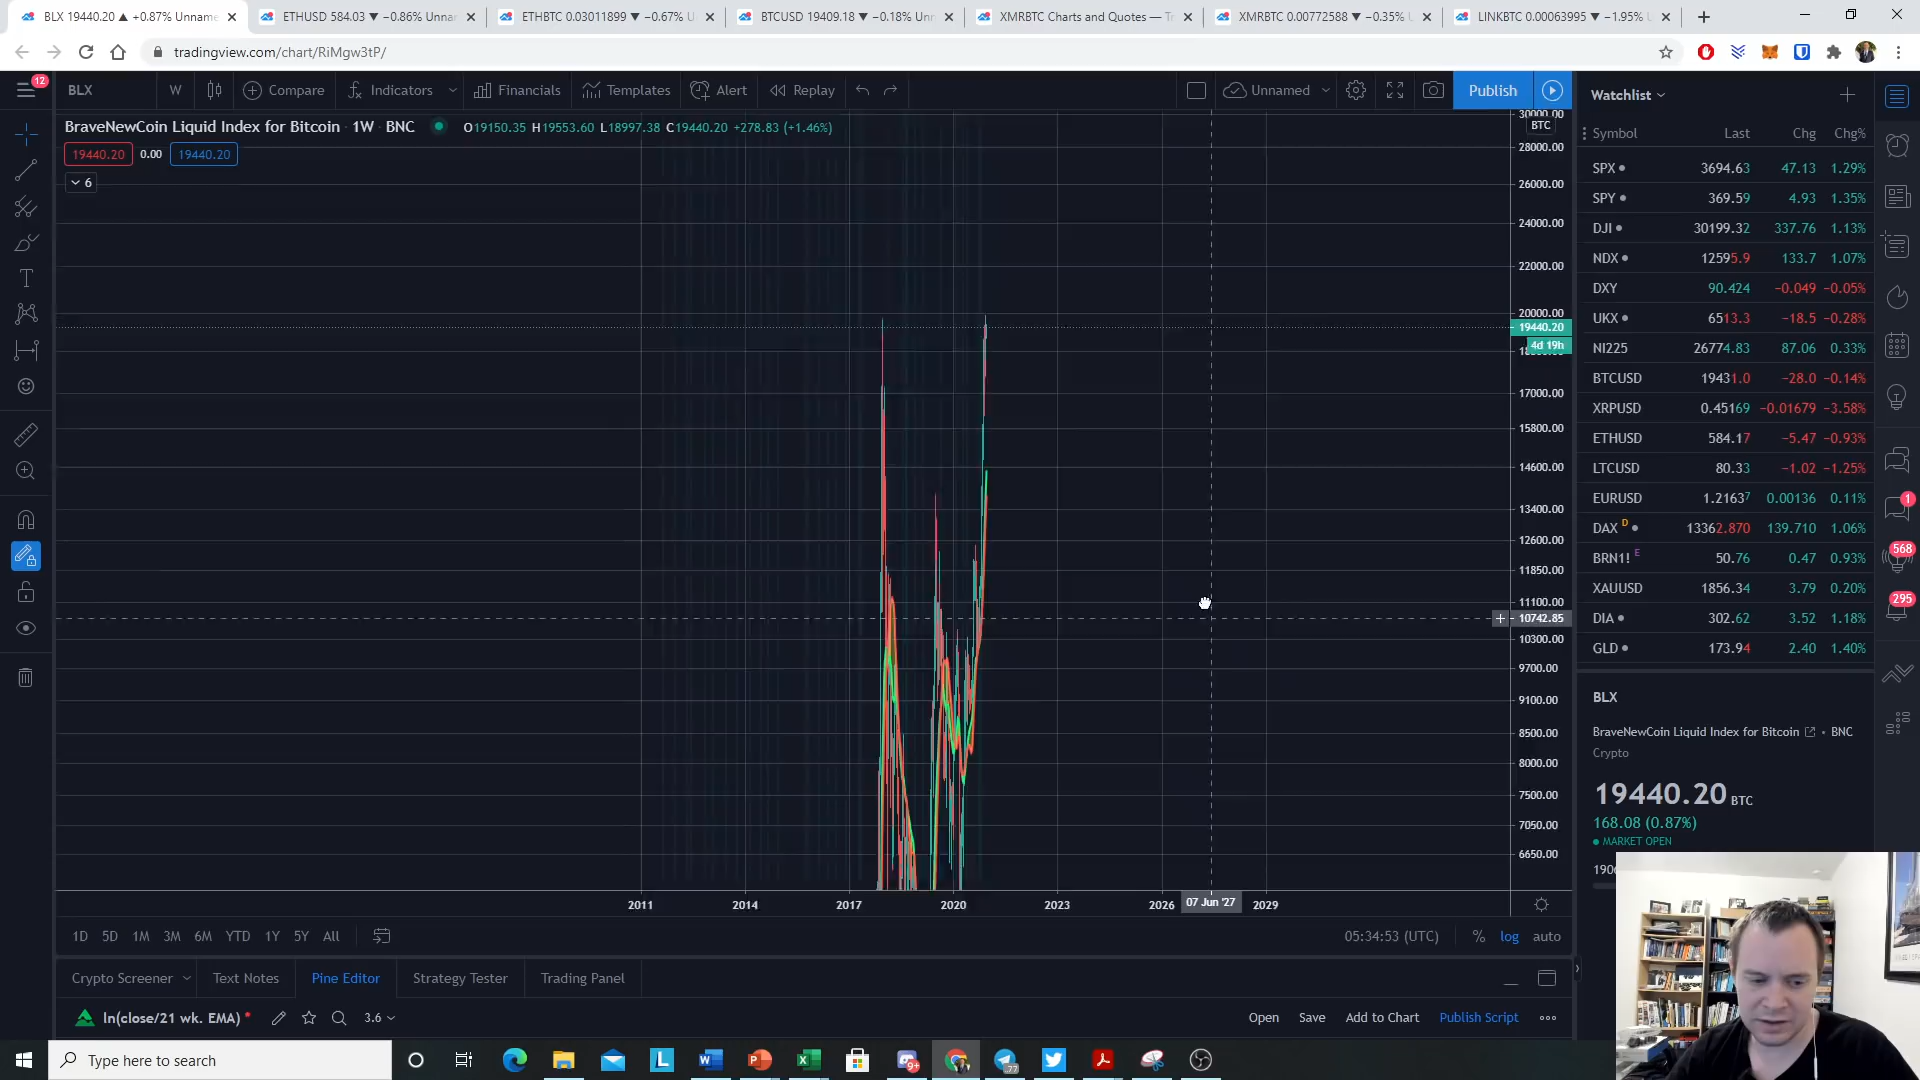 BLX 19440.20 ▲ +0.87% Unname
ETHUSD 584.03 ▼ −0.86% Unnar
ETHBTC 0.03011899 ▼ −0.67% U
BTCUSD 19409.18 ▼ −0.18% Unn
XMRBTC Charts and Quotes — Tr
XMRBTC 0.00772588 ▼ −0.35% U
LINKBTC 0.00063995 ▼ −1.95% U
tradingview.com/chart/RiMgw3tP/
12
BLX
W
Compare
Indicators
Financials
Templates
Alert
Replay
Unnamed
Publish
BraveNewCoin Liquid Index for Bitcoin · 1W · BNC
O19150.35 H19553.60 L18997.38 C19440.20 +278.83 (+1.46%)
19440.20 0.00 19440.20
6
30000.00
BTC
28000.00
26000.00
24000.00
22000.00
20000.00
19440.20
4d 19h
17000.00
15800.00
14600.00
13400.00
12600.00
11850.00
11100.00
10742.85
10300.00
9700.00
9100.00
8500.00
8000.00
7500.00
7050.00
6650.00
2011 2014 2017 2020 2023 2026 07 Jun '27 2029
1D 5D 1M 3M 6M YTD 1Y 5Y All
05:34:53 (UTC) % log auto
Crypto Screener Text Notes Pine Editor Strategy Tester Trading Panel
ln(close/21 wk. EMA) * 3.6
Open Save Add to Chart Publish Script
Watchlist
Symbol Last Chg Chg%
SPX 3694.63 47.13 1.29%
SPY 369.59 4.93 1.35%
DJI 30199.32 337.76 1.13%
NDX 12595.9 133.7 1.07%
DXY 90.424 −0.049 −0.05%
UKX 6513.3 −18.5 −0.28%
NI225 26774.83 87.06 0.33%
BTCUSD 19431.0 −28.0 −0.14%
XRPUSD 0.45169 −0.01679 −3.58%
ETHUSD 584.17 −5.47 −0.93%
LTCUSD 80.33 −1.02 −1.25%
EURUSD 1.21637 0.00136 0.11%
DAX D 13362.870 139.710 1.06%
BRN1! E 50.76 0.47 0.93%
XAUUSD 1856.34 3.79 0.20%
DIA 302.62 3.52 1.18%
GLD 173.94 2.40 1.40%
BLX
BraveNewCoin Liquid Index for Bitcoin • BNC
Crypto
19440.20 BTC
168.08 (0.87%)
MARKET OPEN
1
568
295
Type here to search
9+
77